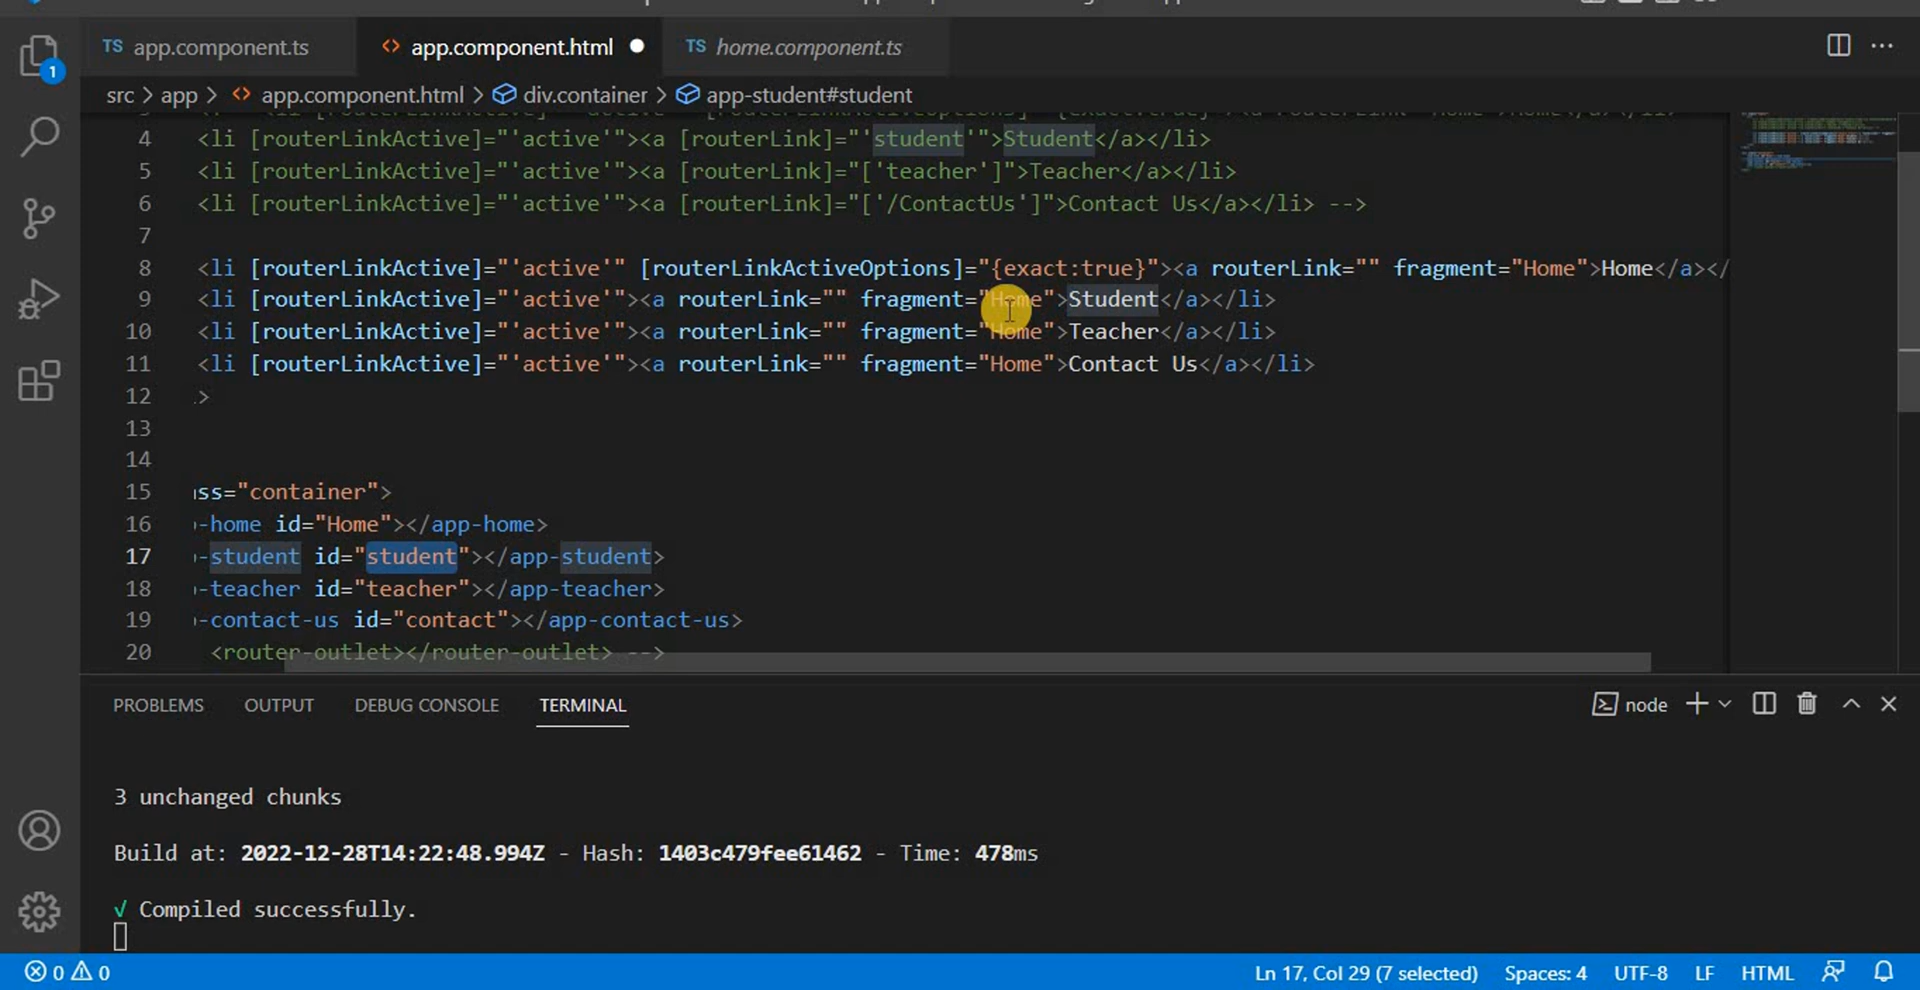 TS app.component.ts <> app.component.html ● TS home.component.ts
src > app > <> app.component.html > div.container > app-student#student
4 <li [routerLinkActive]="'active'"><a [routerLink]="'student'">Student</a></li>
5 <li [routerLinkActive]="'active'"><a [routerLink]="['teacher']">Teacher</a></li>
6 <li [routerLinkActive]="'active'"><a [routerLink]="['/ContactUs']">Contact Us</a></li> -->
7
8 <li [routerLinkActive]="'active'" [routerLinkActiveOptions]="{exact:true}"><a routerLink="" fragment="Home">Home</a></
9 <li [routerLinkActive]="'active'"><a routerLink="" fragment="Home">Student</a></li>
10 <li [routerLinkActive]="'active'"><a routerLink="" fragment="Home">Teacher</a></li>
11 <li [routerLinkActive]="'active'"><a routerLink="" fragment="Home">Contact Us</a></li>
12 >
13
14
15 ss="container">
16 -home id="Home"></app-home>
17 -student id="student"></app-student>
18 -teacher id="teacher"></app-teacher>
19 -contact-us id="contact"></app-contact-us>
20 <router-outlet></router-outlet> -->
1
PROBLEMS OUTPUT DEBUG CONSOLE TERMINAL node
3 unchanged chunks
Build at: 2022-12-28T14:22:48.994Z - Hash: 1403c479fee61462 - Time: 478ms
√ Compiled successfully.
0 0 Ln 17, Col 29 (7 selected) Spaces: 4 UTF-8 LF HTML